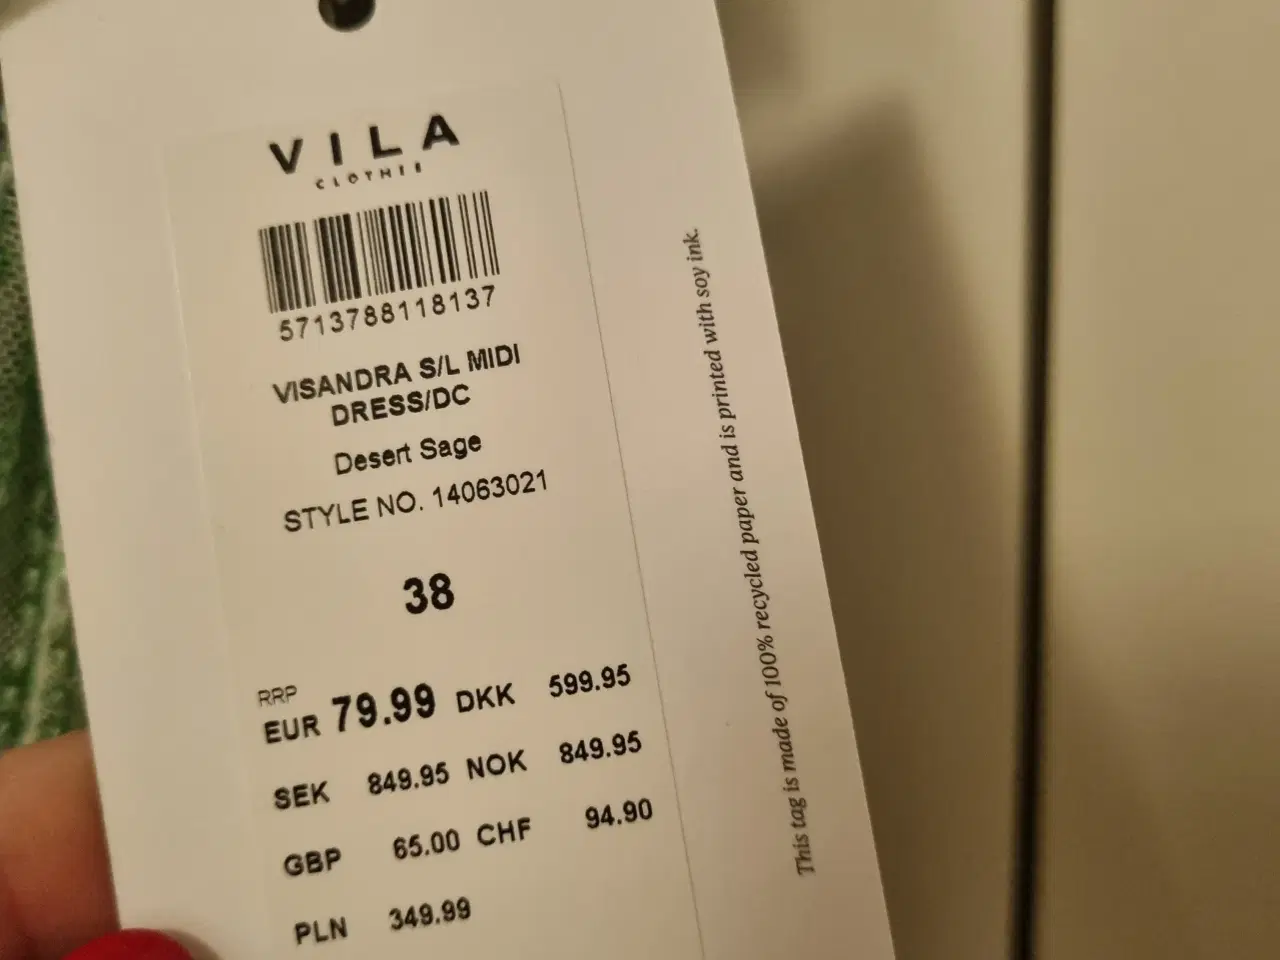 VILA
CLOTHES
5713788118137
VISANDRA S/L MIDI
DRESS/DC
Desert Sage
STYLE NO. 14063021
38
RRP
EUR 79.99 DKK 599.95
SEK 849.95 NOK 849.95
GBP 65.00 CHF 94.90
PLN 349.99
This tag is made of 100% recycled paper and is printed with soy ink.